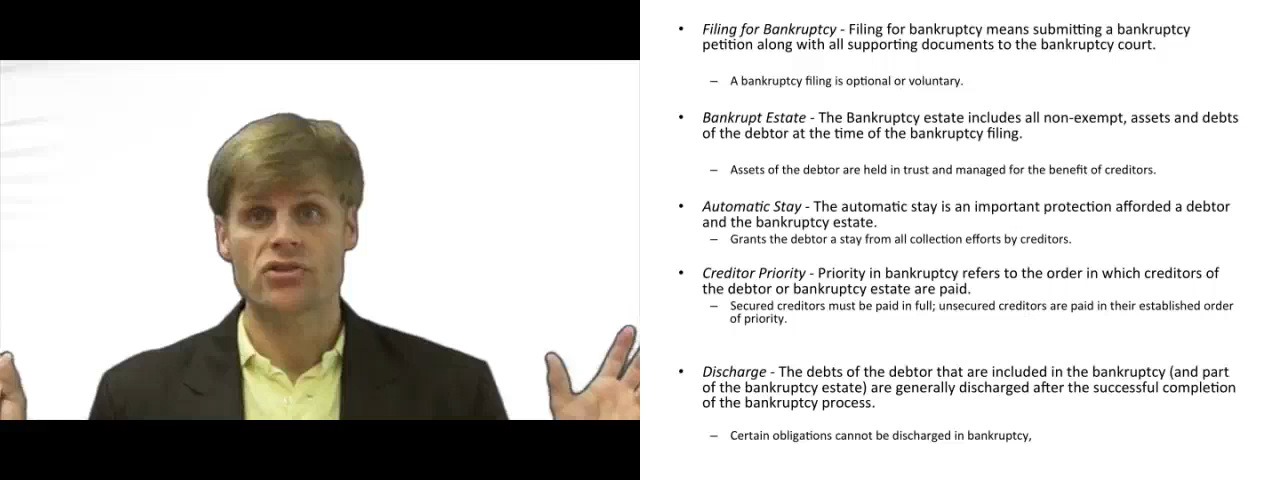 • Filing for Bankruptcy - Filing for bankruptcy means submitting a bankruptcy
petition along with all supporting documents to the bankruptcy court.
– A bankruptcy filing is optional or voluntary.
• Bankrupt Estate - The Bankruptcy estate includes all non-exempt, assets and debts
of the debtor at the time of the bankruptcy filing.
– Assets of the debtor are held in trust and managed for the benefit of creditors.
• Automatic Stay - The automatic stay is an important protection afforded a debtor
and the bankruptcy estate.
– Grants the debtor a stay from all collection efforts by creditors.
• Creditor Priority - Priority in bankruptcy refers to the order in which creditors of
the debtor or bankruptcy estate are paid.
– Secured creditors must be paid in full; unsecured creditors are paid in their established order
of priority.
• Discharge - The debts of the debtor that are included in the bankruptcy (and part
of the bankruptcy estate) are generally discharged after the successful completion
of the bankruptcy process.
– Certain obligations cannot be discharged in bankruptcy,